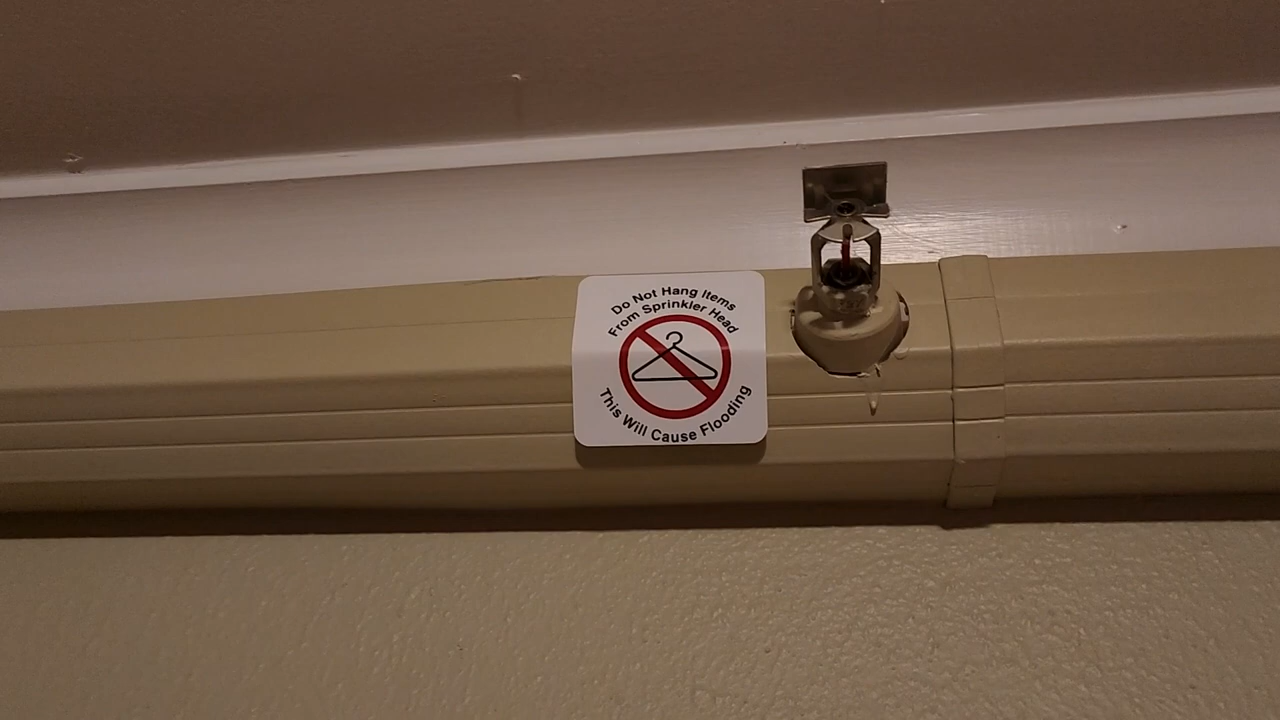 Do Not Hang Items
From Sprinkler Head
This Will Cause Flooding